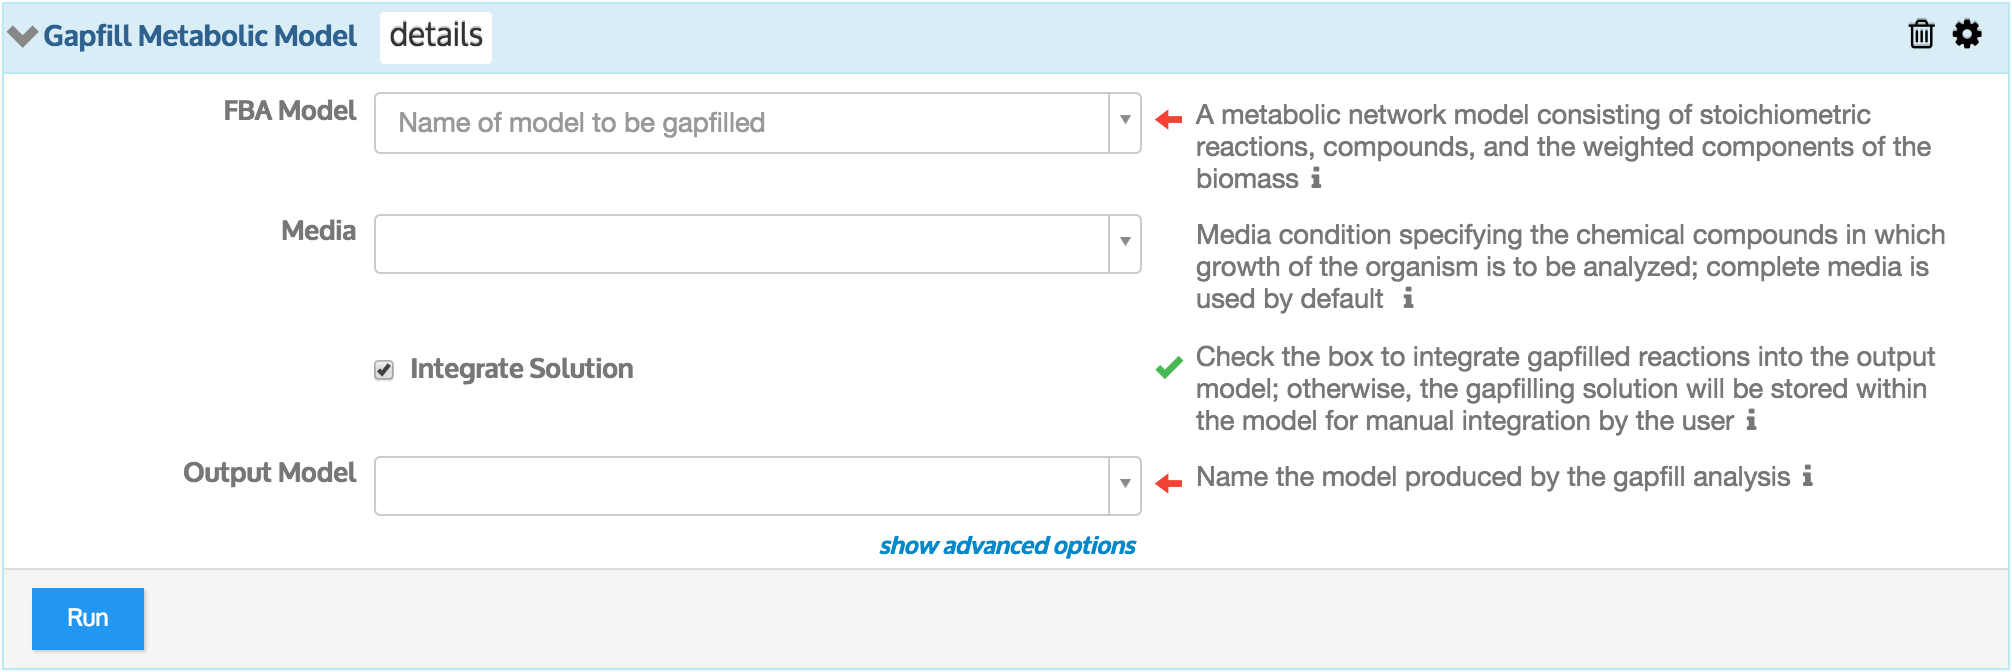 Gapfill Metabolic Model details
FBA Model
Name of model to be gapfilled
A metabolic network model consisting of stoichiometric
reactions, compounds, and the weighted components of the
biomass
Media
Media condition specifying the chemical compounds in which
growth of the organism is to be analyzed; complete media is
used by default
Integrate Solution
Check the box to integrate gapfilled reactions into the output
model; otherwise, the gapfilling solution will be stored within
the model for manual integration by the user
Output Model
Name the model produced by the gapfill analysis
show advanced options
Run